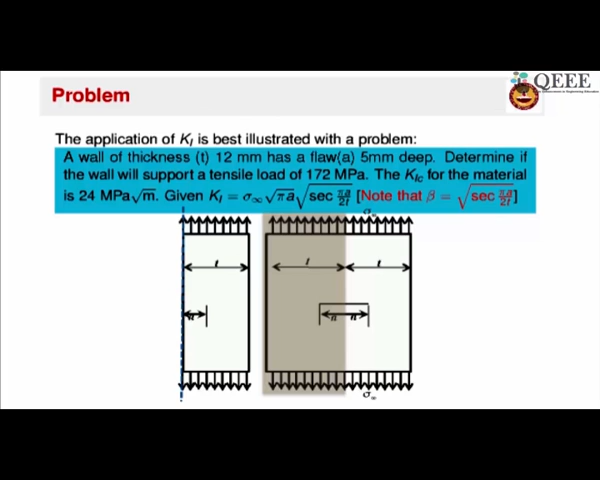 QEEE
Problem
The application of K_I is best illustrated with a problem:
A wall of thickness (t) 12 mm has a flaw(a) 5mm deep. Determine if
the wall will support a tensile load of 172 MPa. The K_Ic for the material
is 24 MPa√m. Given K_I = σ∞ √πa √sec πa/2t [Note that β = √sec πa/2t]
σ∞
t t t
a a a
σ∞